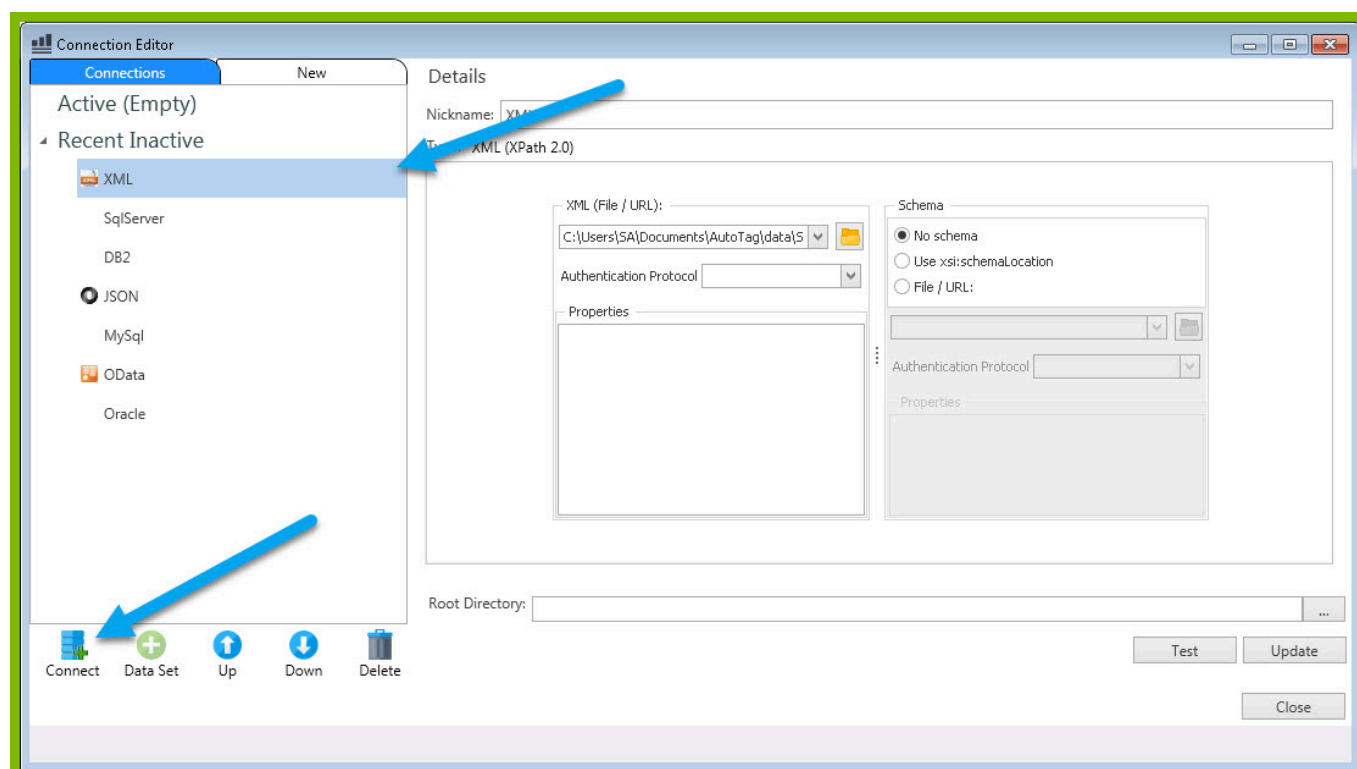 Connection Editor
Connections
New
Active (Empty)
Recent Inactive
XML
SqlServer
DB2
JSON
MySql
OData
Oracle
Connect
Data Set
Up
Down
Delete
Details
Nickname:
XML (XPath 2.0)
XML (File / URL):
C:\Users\SA\Documents\AutoTag\data\S
Authentication Protocol
Properties
Schema
No schema
Use xsi:schemaLocation
File / URL:
Authentication Protocol
Properties
Root Directory:
...
Test
Update
Close